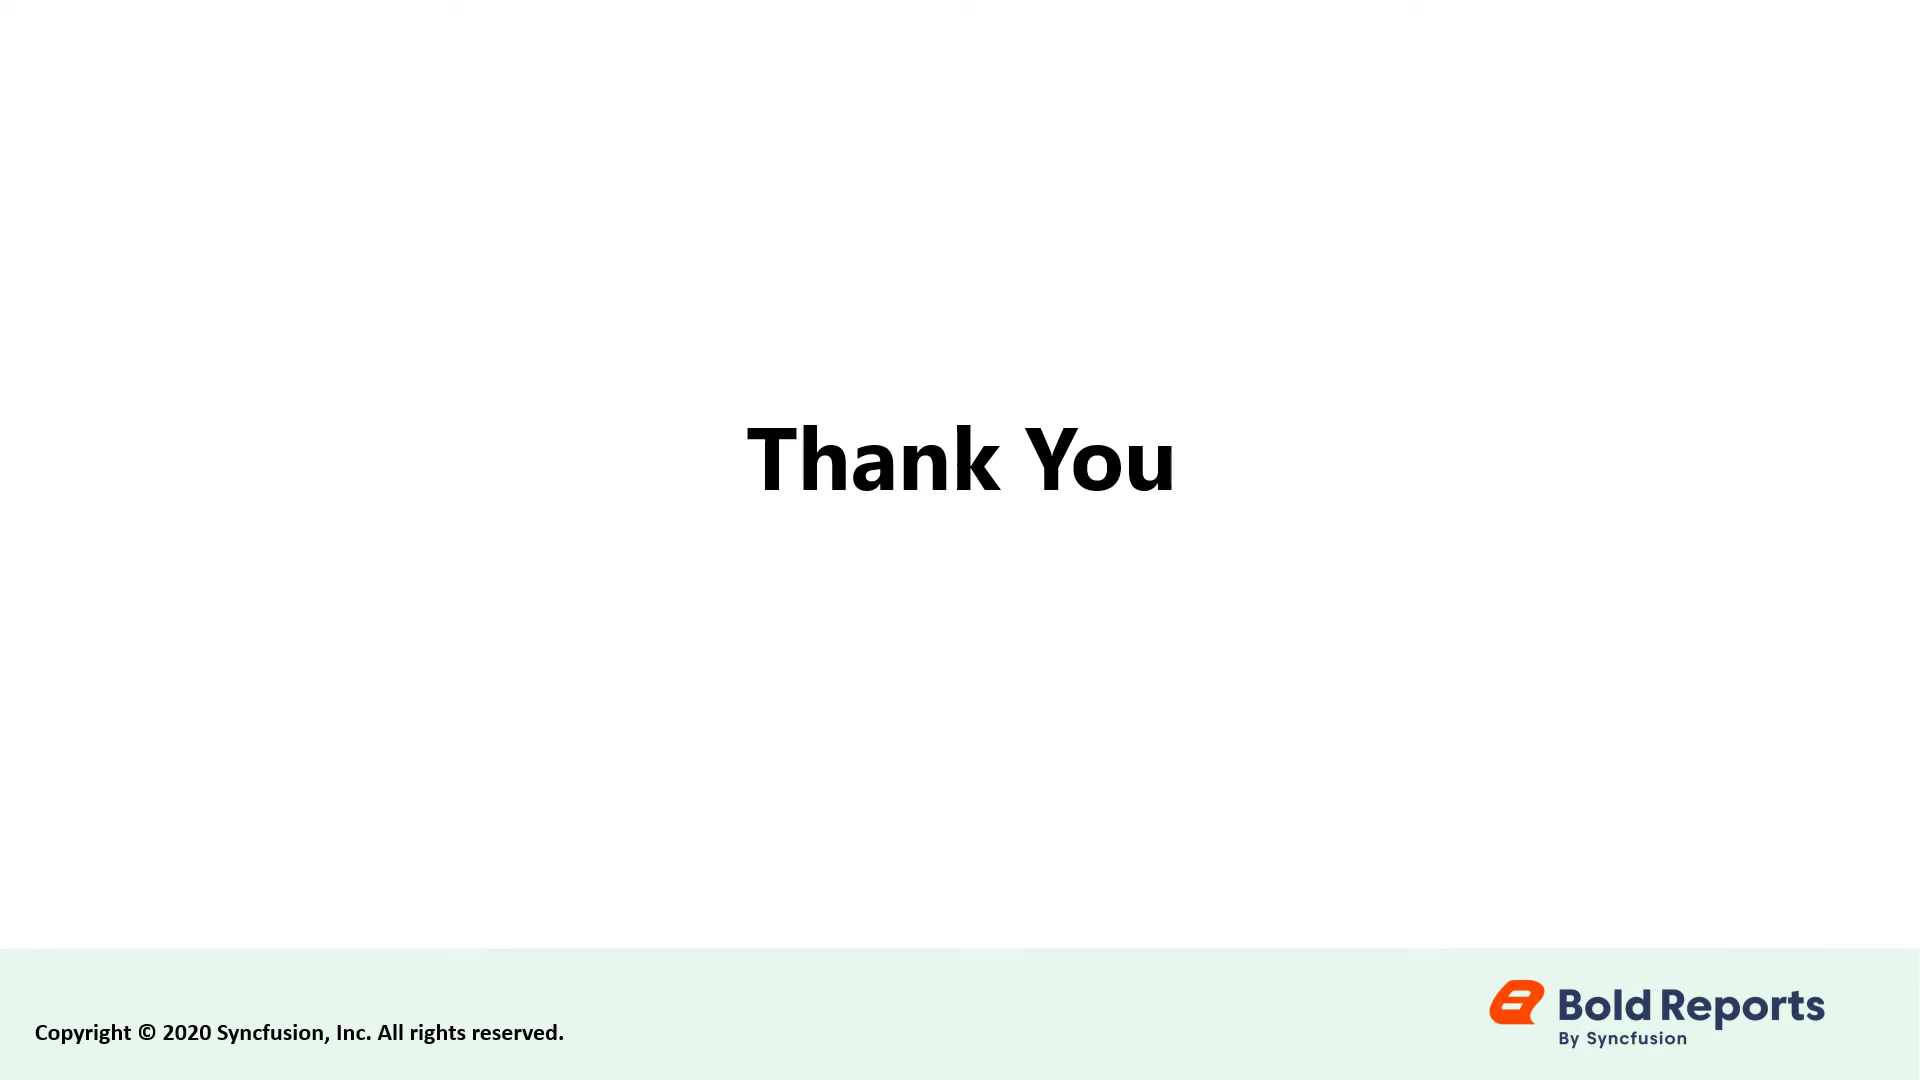 Thank You
Copyright © 2020 Syncfusion, Inc. All rights reserved.
Bold Reports
By Syncfusion